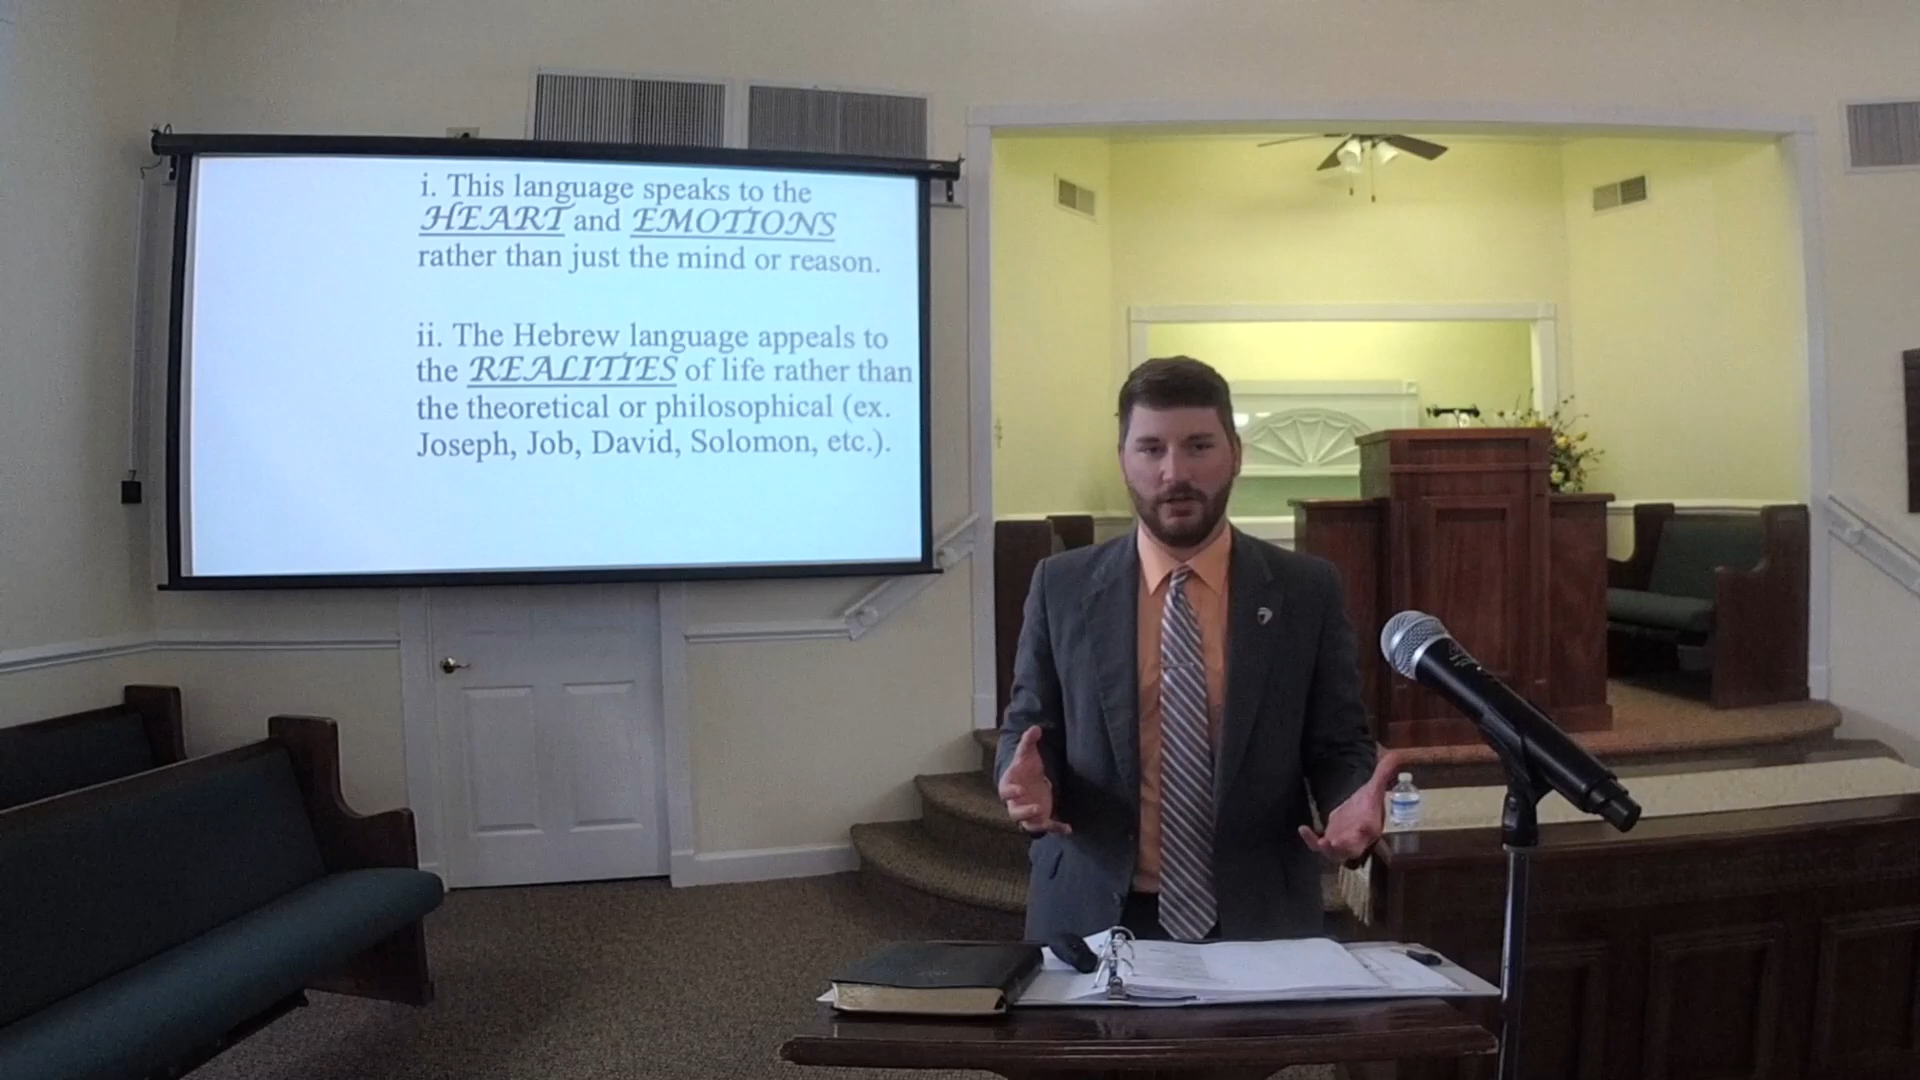 i. This language speaks to the
HEART and EMOTIONS
rather than just the mind or reason.
ii. The Hebrew language appeals to
the REALITIES of life rather than
the theoretical or philosophical (ex.
Joseph, Job, David, Solomon, etc.).